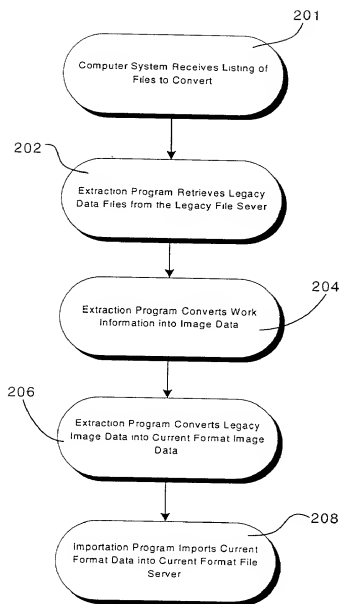 201
Computer System Receives Listing of
Files to Convert
202
Extraction Program Retrieves Legacy
Data Files from the Legacy File Sever
204
Extraction Program Converts Work
Information into Image Data
206
Extraction Program Converts Legacy
Image Data into Current Format Image
Data
208
Importation Program Imports Current
Format Data into Current Format File
Server